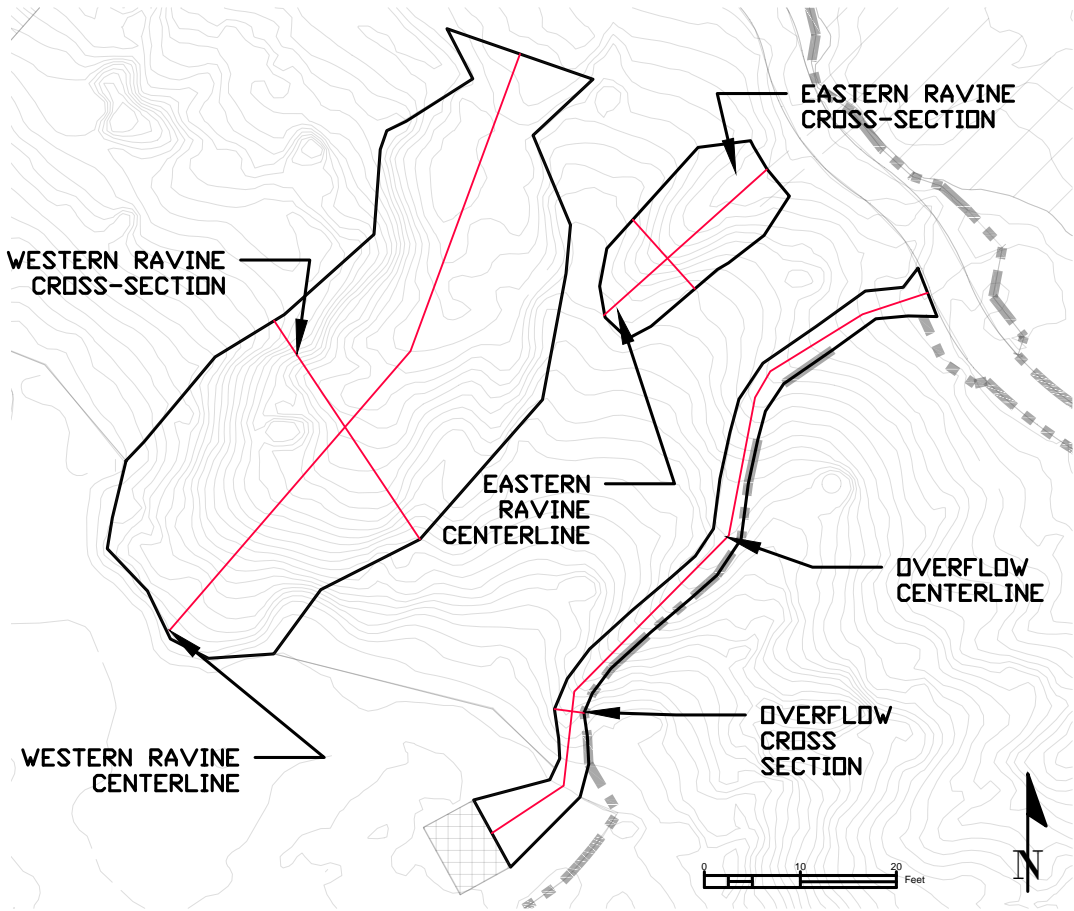 EASTERN RAVINE
CROSS-SECTION
WESTERN RAVINE
CROSS-SECTION
EASTERN
RAVINE
CENTERLINE
OVERFLOW
CENTERLINE
OVERFLOW
CROSS
SECTION
WESTERN RAVINE
CENTERLINE
0 10 20
Feet
N